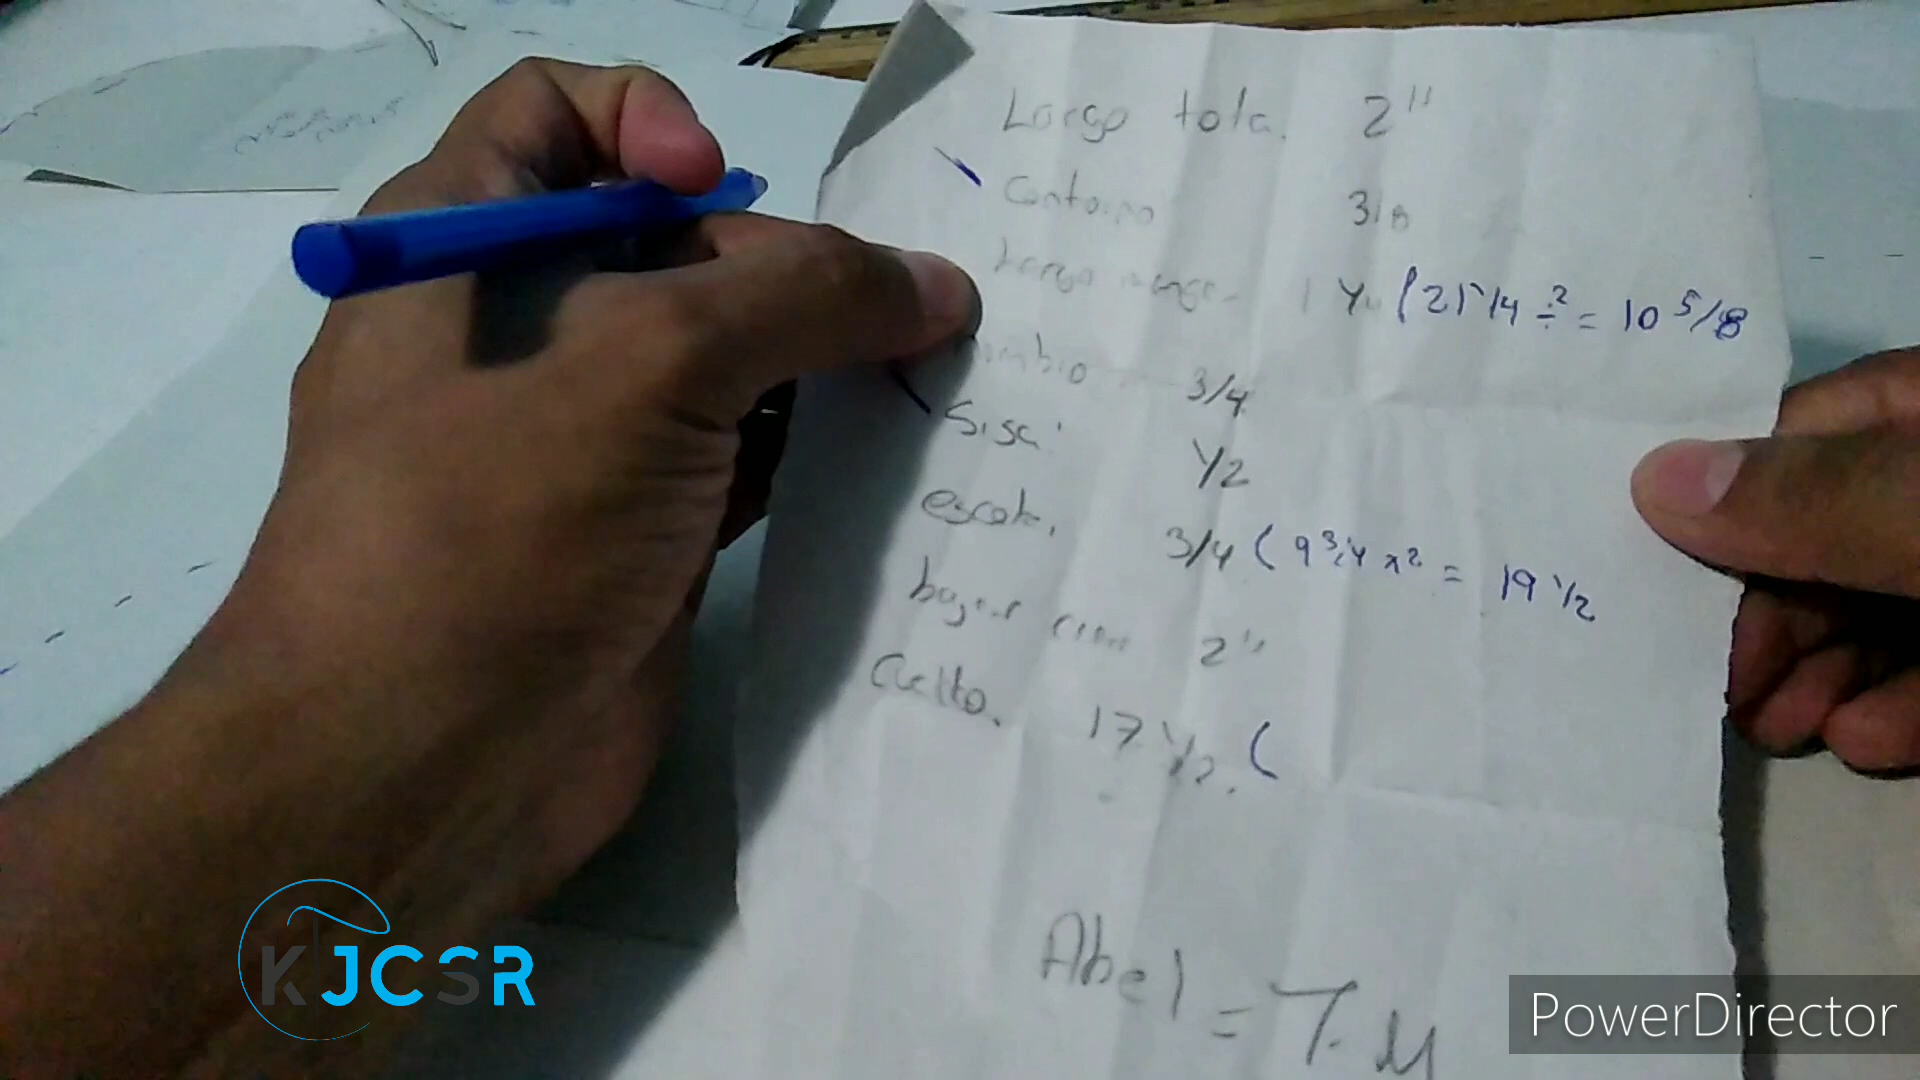 Largo tola. 2"
Contorno 3/8
Largo manga 1 1/4 (21 1/4 ÷ 2 = 10 5/8
3/4
Sisa 1/2
escote. 3/4 ( 9 3/4 x 2 = 19 1/2
bajar 2"
Cuello. 17 1/2. (
Abel = T. M
KJCSR
PowerDirector